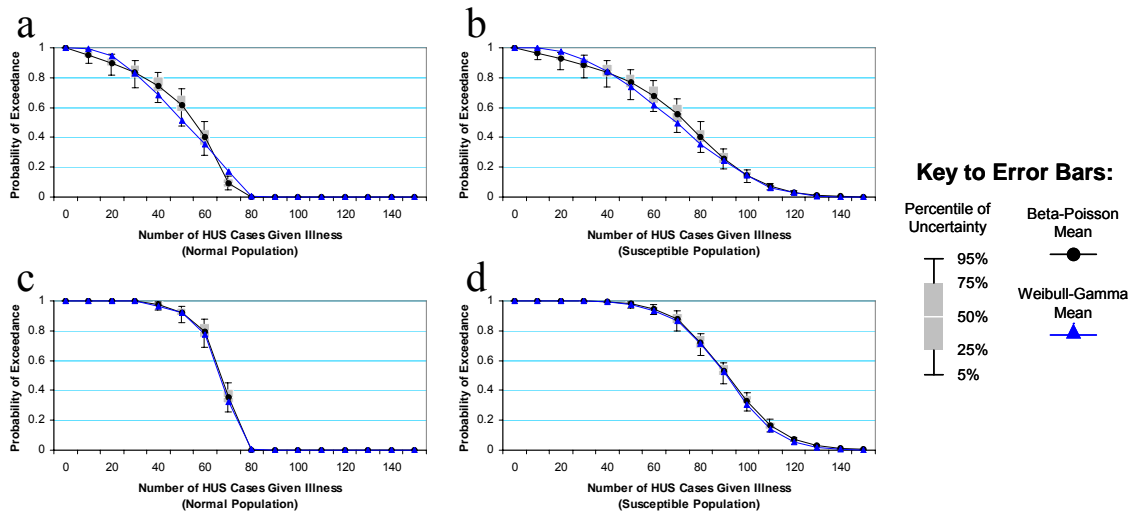 a
Probability of Exceedance
1
0.8
0.6
0.4
0.2
0
0 20 40 60 80 100 120 140
Number of HUS Cases Given Illness
(Normal Population)
b
Probability of Exceedance
1
0.8
0.6
0.4
0.2
0
0 20 40 60 80 100 120 140
Number of HUS Cases Given Illness
(Susceptible Population)
c
Probability of Exceedance
1
0.8
0.6
0.4
0.2
0
0 20 40 60 80 100 120 140
Number of HUS Cases Given Illness
(Normal Population)
d
Probability of Exceedance
1
0.8
0.6
0.4
0.2
0
0 20 40 60 80 100 120 140
Number of HUS Cases Given Illness
(Susceptible Population)
Key to Error Bars:
Percentile of
Uncertainty
95%
75%
50%
25%
5%
Beta-Poisson
Mean
Weibull-Gamma
Mean